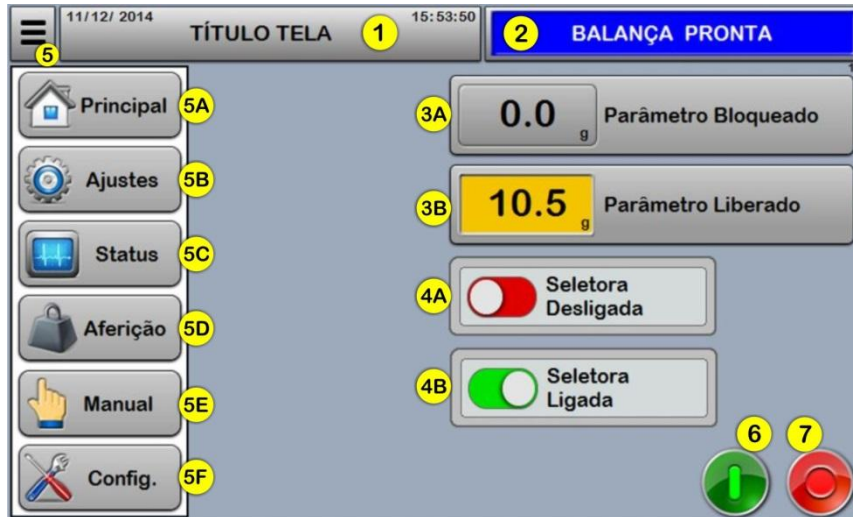 11/12/ 2014
TÍTULO TELA
1
15:53:50
2
BALANÇA PRONTA
5
1
Principal
5A
3A
0.0
g
Parâmetro Bloqueado
Ajustes
5B
3B
10.5
g
Parâmetro Liberado
Status
5C
4A
Seletora
Desligada
Aferição
5D
4B
Seletora
Ligada
Manual
5E
6
7
Config.
5F